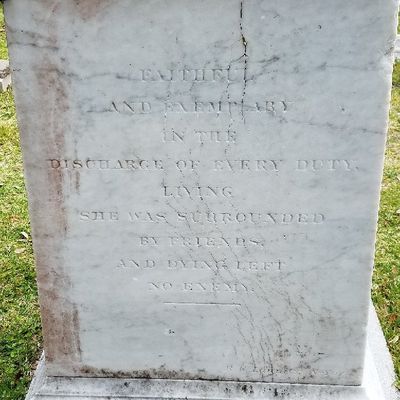 FAITHFUL
AND EXEMPLARY
IN THE
DISCHARGE OF EVERY DUTY,
LIVING
SHE WAS SURROUNDED
BY FRIENDS,
AND DYING LEFT
NO ENEMY.